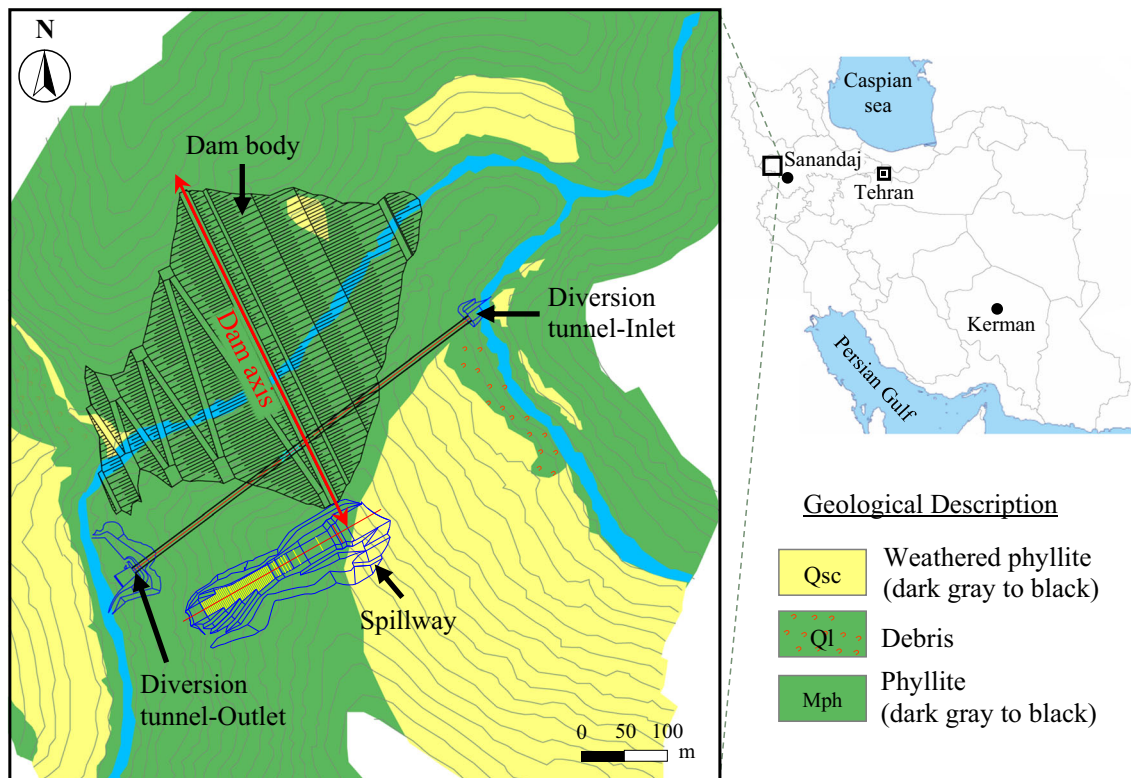 N
Dam body
Dam axis
Diversion
tunnel-Inlet
Spillway
Diversion
tunnel-Outlet
0 50 100
m
Caspian
sea
Sanandaj
Tehran
Kerman
Persian Gulf
Geological Description
Qsc
Weathered phyllite
(dark gray to black)
Ql
Debris
Mph
Phyllite
(dark gray to black)